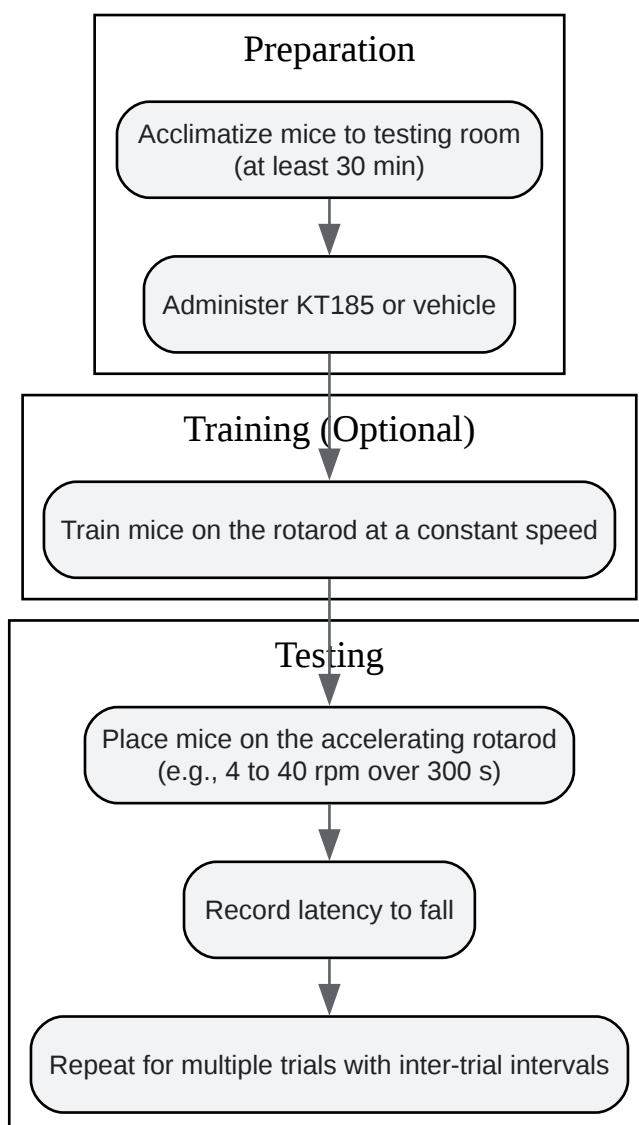 Preparation
Acclimatize mice to testing room
(at least 30 min)
Administer KT185 or vehicle
Training (Optional)
Train mice on the rotarod at a constant speed
Testing
Place mice on the accelerating rotarod
(e.g., 4 to 40 rpm over 300 s)
Record latency to fall
Repeat for multiple trials with inter-trial intervals